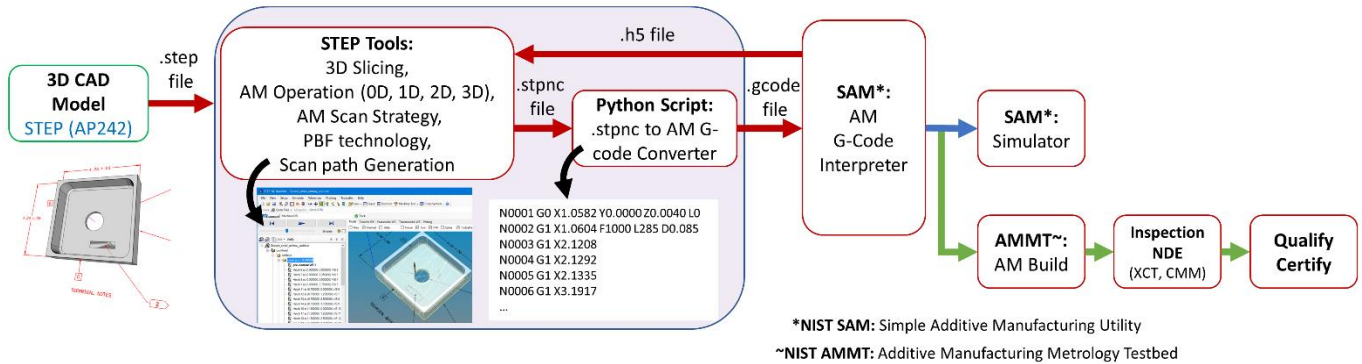 3D CAD
Model
STEP (AP242)
.step
file
STEP Tools:
3D Slicing,
AM Operation (0D, 1D, 2D, 3D),
AM Scan Strategy,
PBF technology,
Scan path Generation
.h5 file
.stpnc
file
Python Script:
.stpnc to AM G-
code Converter
.gcode
file
SAM*:
AM
G-Code
Interpreter
SAM*:
Simulator
AMMT~:
AM Build
Inspection
NDE
(XCT, CMM)
Qualify
Certify
N0001 G0 X1.0582 Y0.0000 Z0.0040 L0
N0002 G1 X1.0604 F1000 L285 D0.085
N0003 G1 X2.1208
N0004 G1 X2.1292
N0005 G1 X2.1335
N0006 G1 X3.1917
...
*NIST SAM: Simple Additive Manufacturing Utility
~NIST AMMT: Additive Manufacturing Metrology Testbed